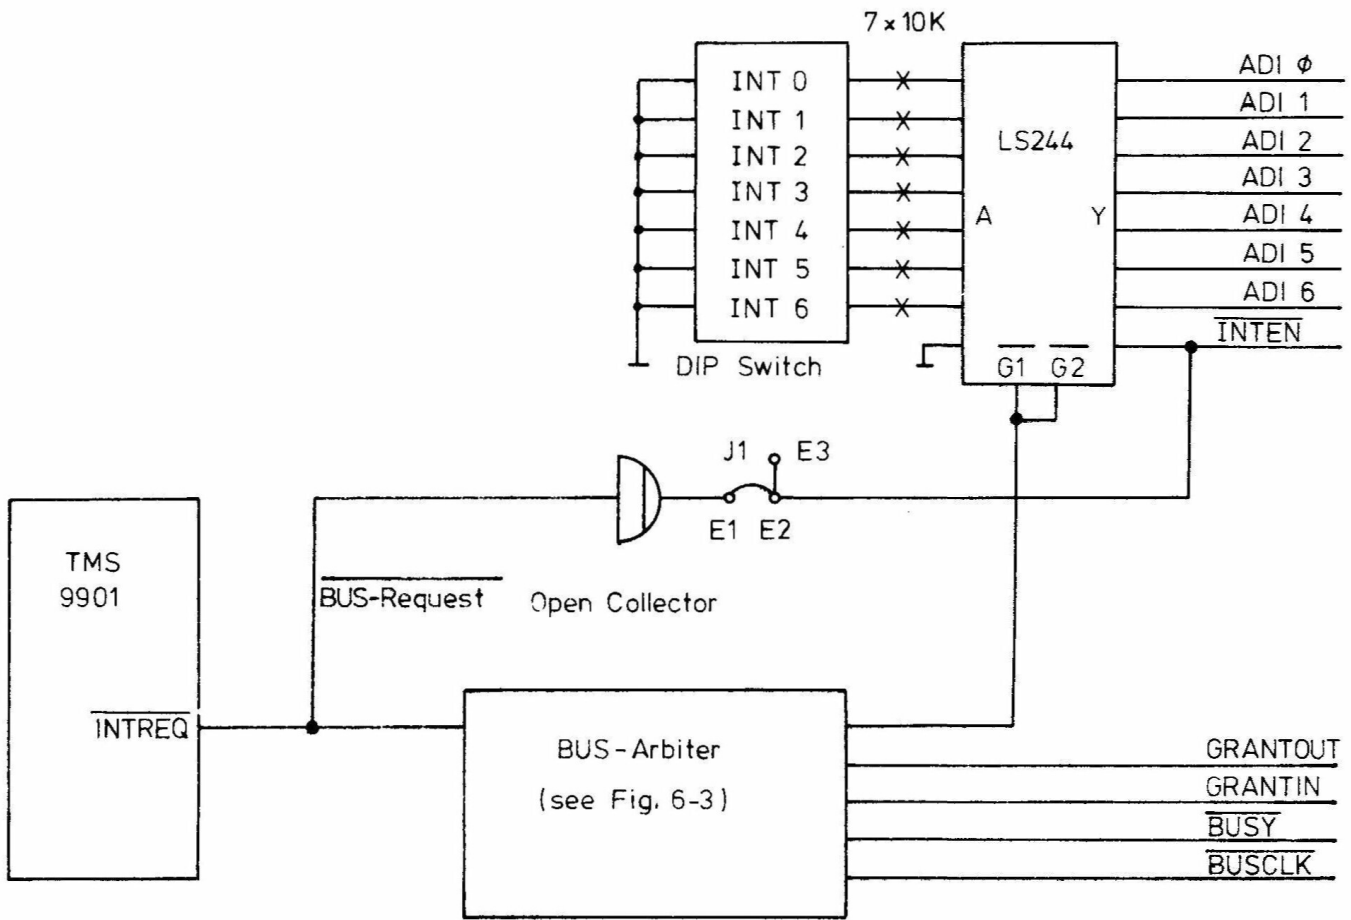 7 x 10K
INT 0
INT 1
INT 2
INT 3
INT 4
INT 5
INT 6
DIP Switch
LS244
A
Y
G1 G2
ADI φ
ADI 1
ADI 2
ADI 3
ADI 4
ADI 5
ADI 6
INTEN
J1
E3
E1 E2
TMS
9901
INTREQ
BUS-Request
Open Collector
BUS-Arbiter
(see Fig. 6-3)
GRANTOUT
GRANTIN
BUSY
BUSCLK